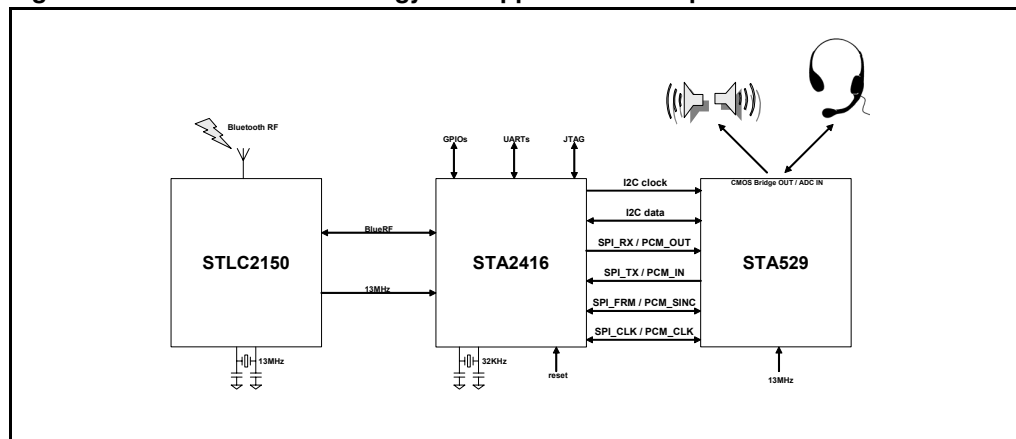 Bluetooth RF
GPIOs UARTs JTAG
CMOS Bridge OUT / ADC IN
I2C clock
I2C data
BlueRF
SPI_RX / PCM_OUT
STLC2150 STA2416 STA529
SPI_TX / PCM_IN
13MHz
SPI_FRM / PCM_SINC
SPI_CLK / PCM_CLK
13MHz 32KHz
reset
13MHz